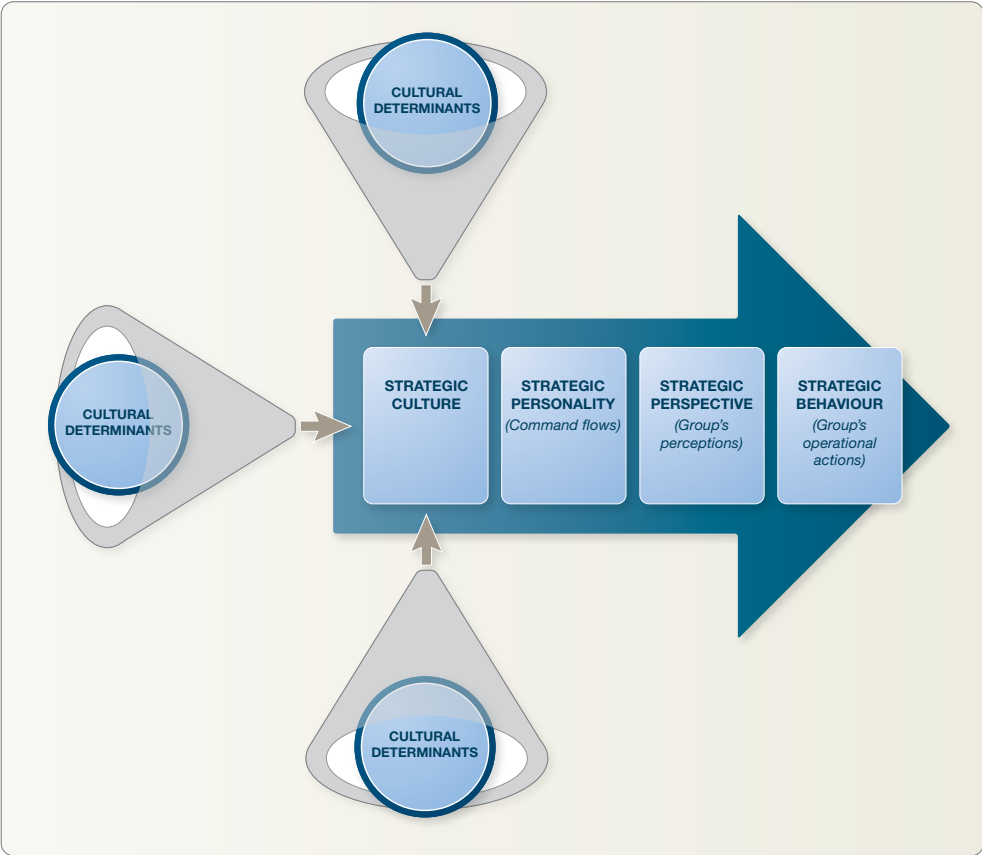 CULTURAL
DETERMINANTS
CULTURAL
DETERMINANTS
STRATEGIC
CULTURE
STRATEGIC
PERSONALITY
(Command flows)
STRATEGIC
PERSPECTIVE
(Group's
perceptions)
STRATEGIC
BEHAVIOUR
(Group's
operational
actions)
CULTURAL
DETERMINANTS